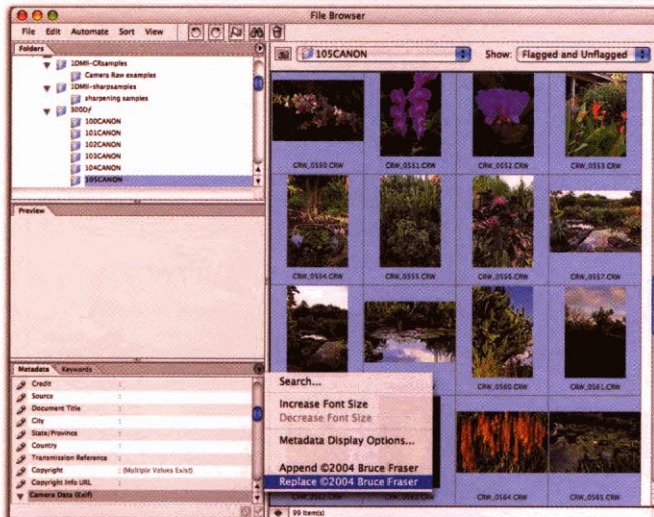 File Browser
File Edit Automate Sort View
Folders
1DMII-CRsamples
Camera Raw examples
1DMII-sharpsamples
sharpening samples
300Df
100CANON
101CANON
102CANON
103CANON
104CANON
105CANON
105CANON
Show: Flagged and Unflagged
CRW_0550.CRW CRW_0551.CRW CRW_0552.CRW CRW_0553.CRW
CRW_0554.CRW CRW_0555.CRW CRW_0556.CRW CRW_0557.CRW
CRW_0560.CRW CRW_0561.CRW
CRW_0564.CRW CRW_0565.CRW
Preview
Metadata Keywords
Credit :
Source :
Document Title :
City :
State/Province :
Country :
Transmission Reference :
Copyright : (Multiple Values Exist)
Copyright Info URL :
Camera Data (Exif)
Search...
Increase Font Size
Decrease Font Size
Metadata Display Options...
Append ©2004 Bruce Fraser
Replace ©2004 Bruce Fraser
99 Item(s)